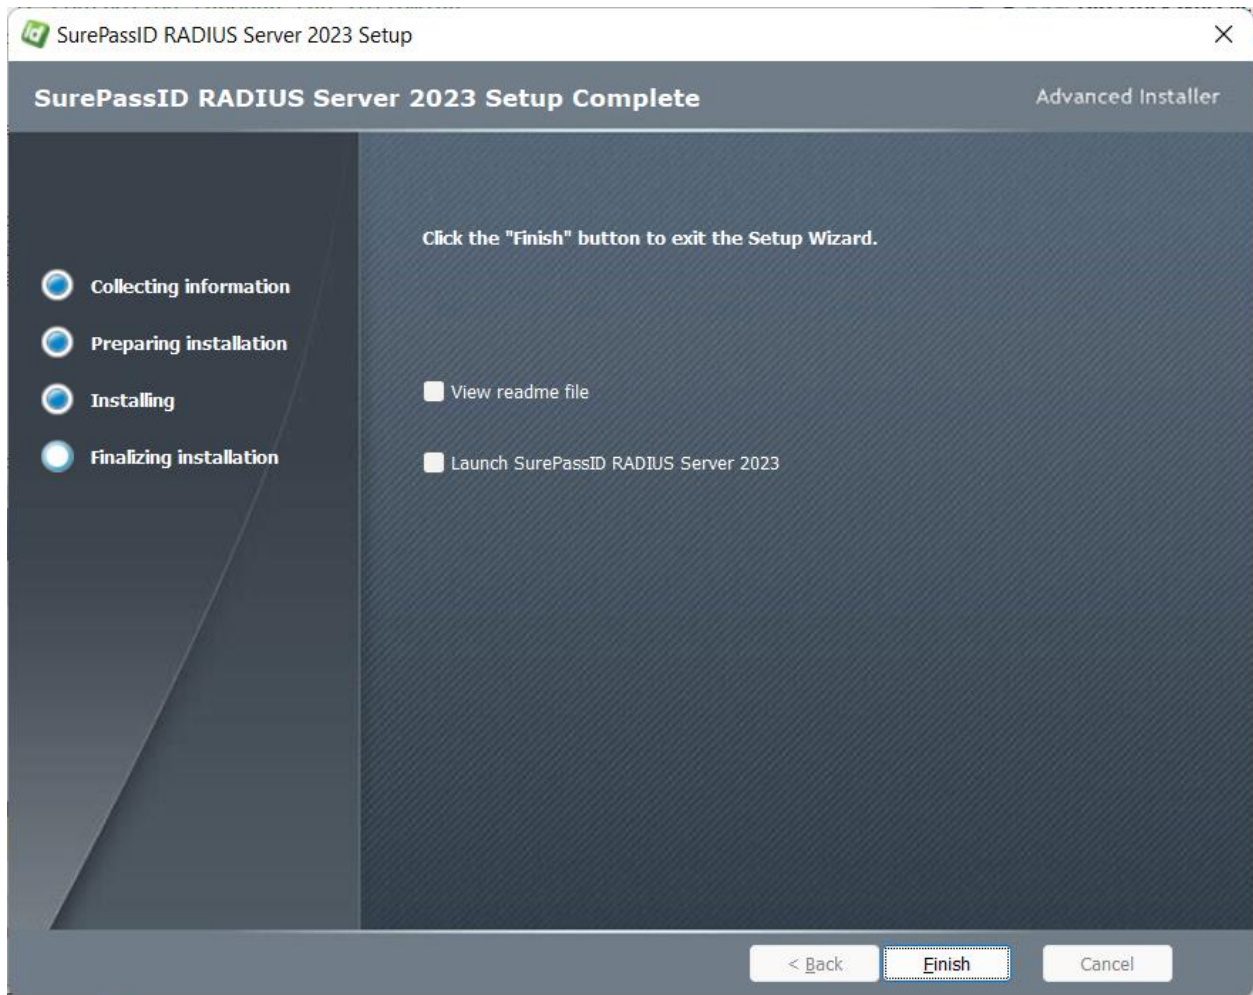 SurePassID RADIUS Server 2023 Setup
SurePassID RADIUS Server 2023 Setup Complete
Advanced Installer
Click the "Finish" button to exit the Setup Wizard.
Collecting information
Preparing installation
Installing
Finalizing installation
View readme file
Launch SurePassID RADIUS Server 2023
< Back
Finish
Cancel